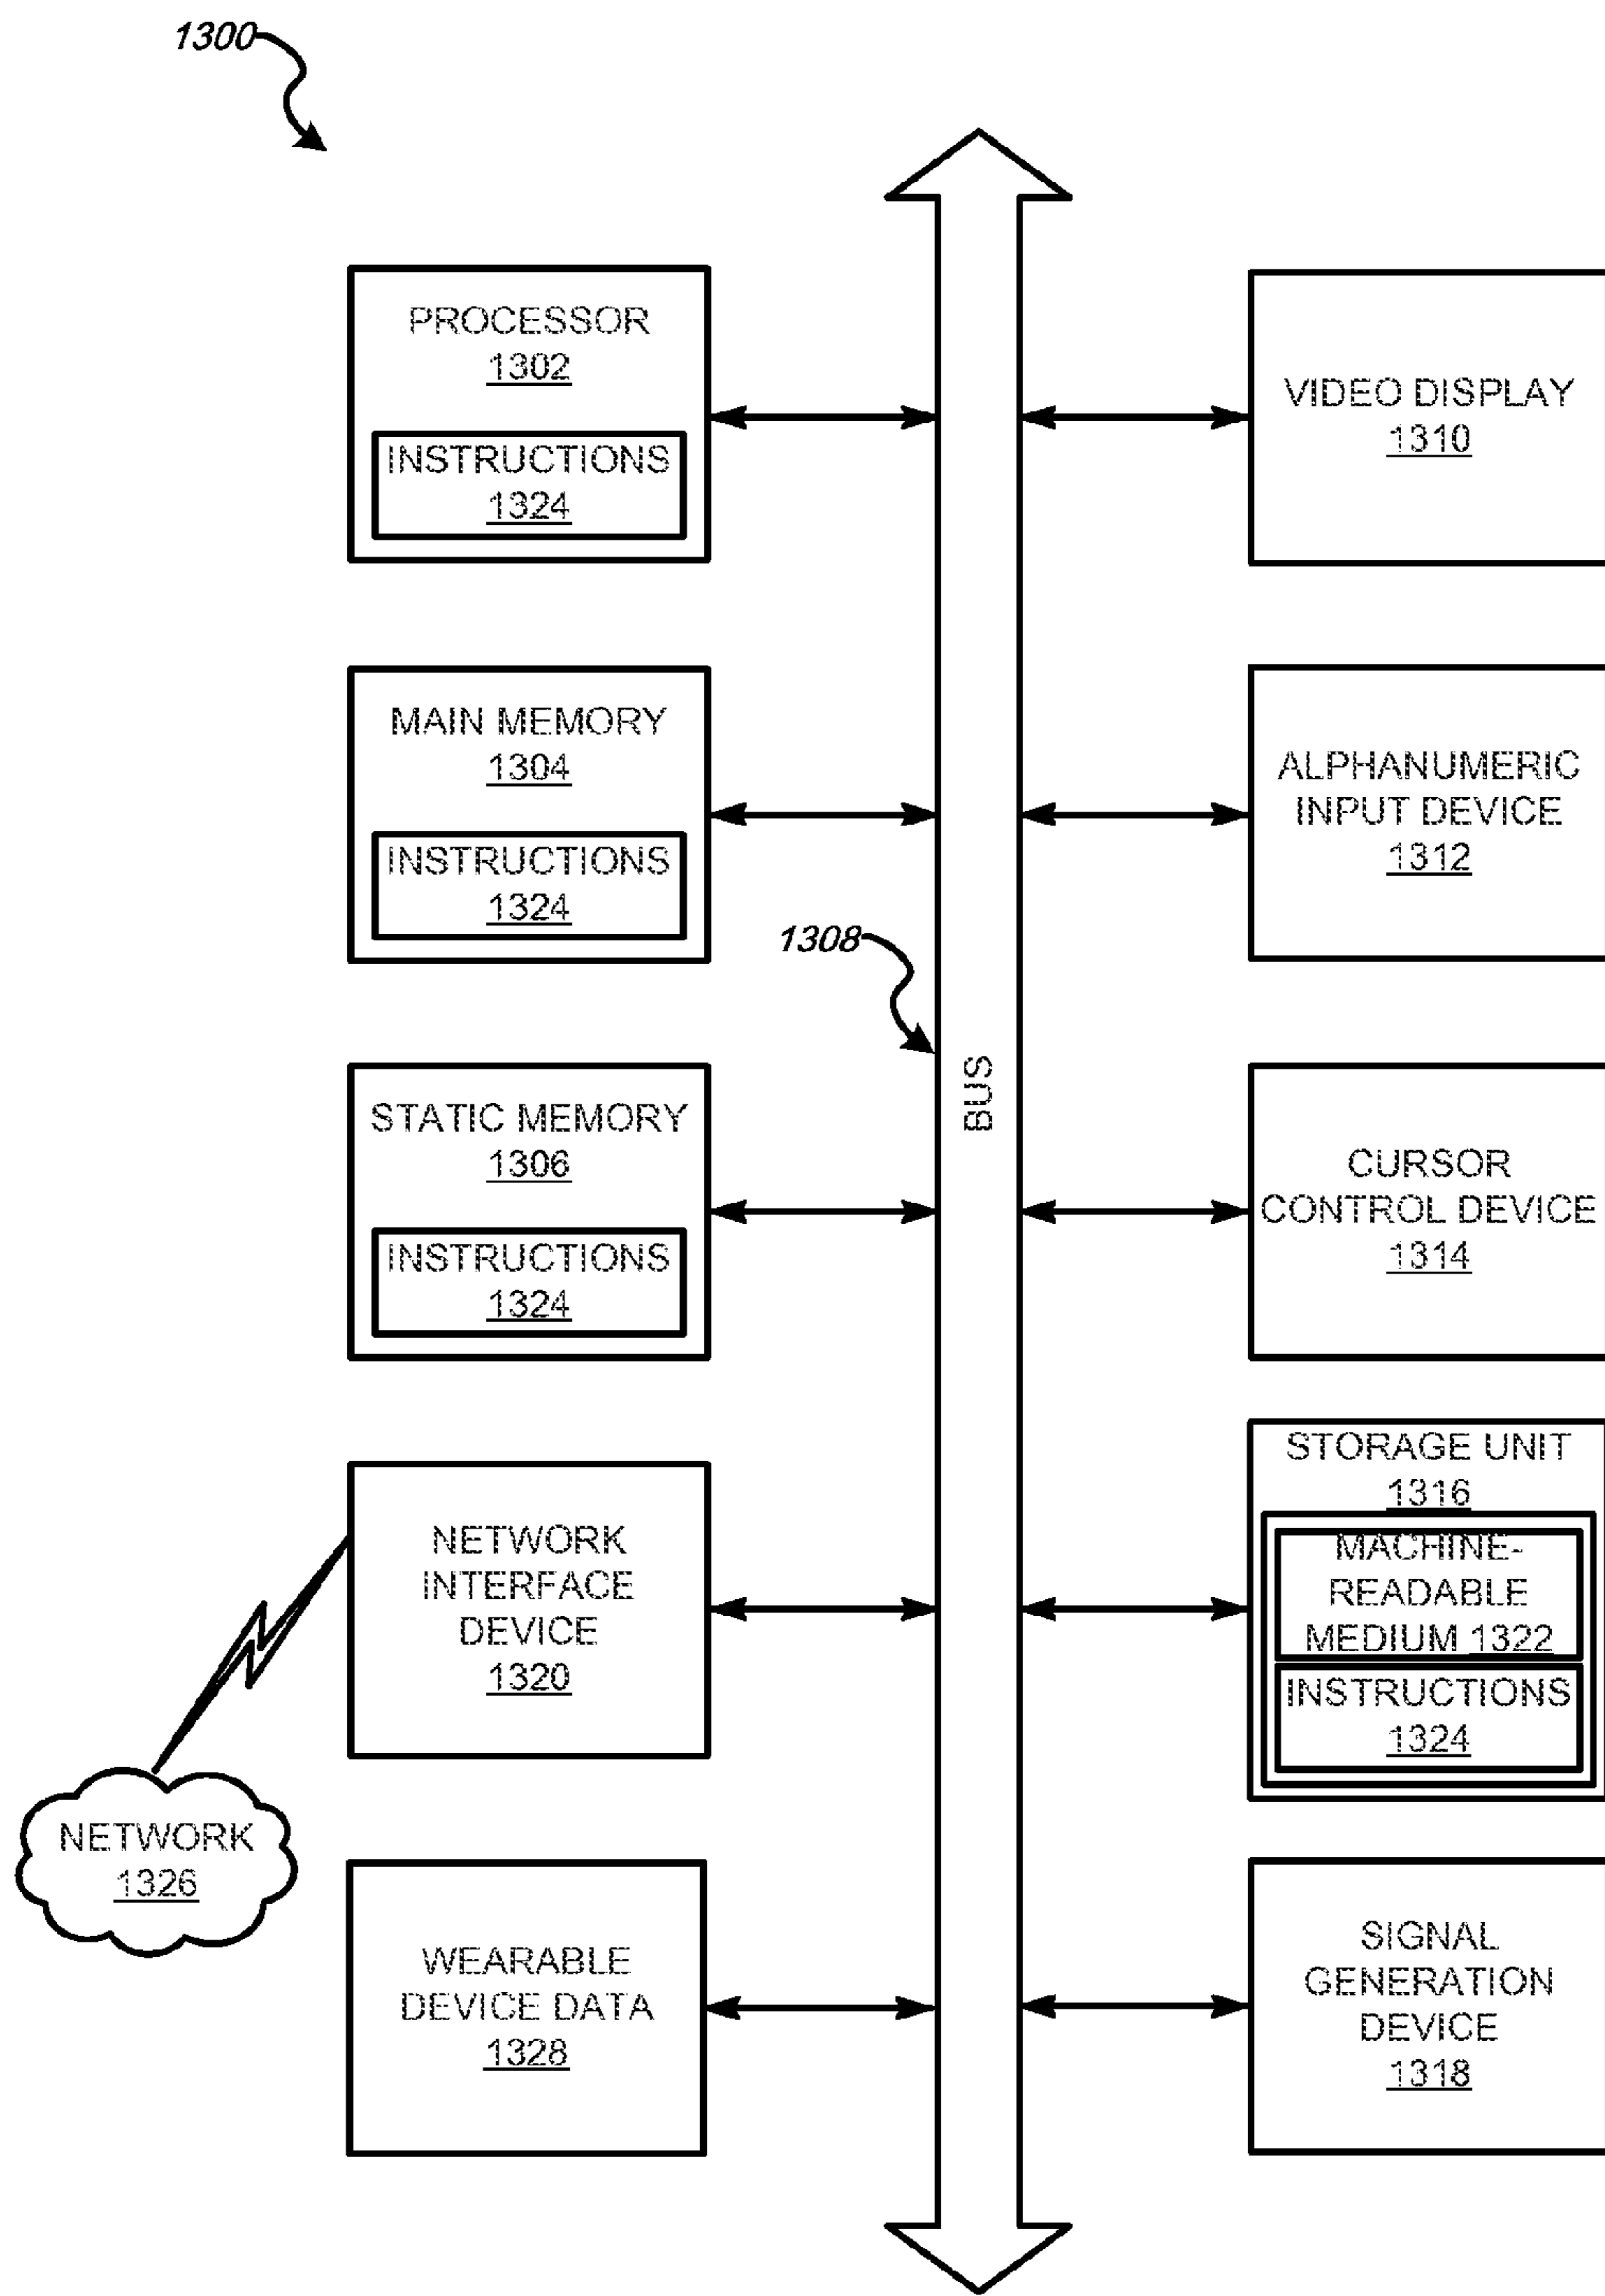 1300
PROCESSOR
1302
INSTRUCTIONS
1324
MAIN MEMORY
1304
INSTRUCTIONS
1324
STATIC MEMORY
1306
INSTRUCTIONS
1324
NETWORK
INTERFACE
DEVICE
1320
NETWORK
1326
WEARABLE
DEVICE DATA
1328
1308
BUS
VIDEO DISPLAY
1310
ALPHANUMERIC
INPUT DEVICE
1312
CURSOR
CONTROL DEVICE
1314
STORAGE UNIT
1316
MACHINE-
READABLE
MEDIUM 1322
INSTRUCTIONS
1324
SIGNAL
GENERATION
DEVICE
1318